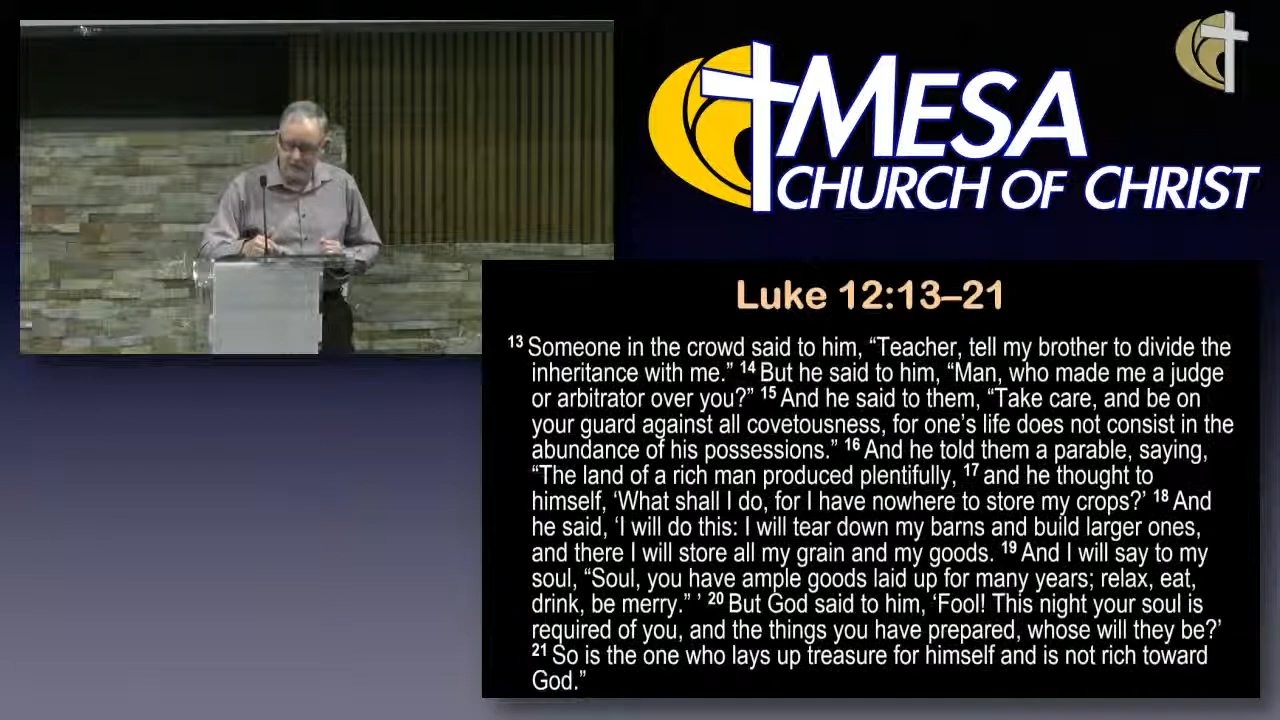 MESA
CHURCH OF CHRIST
Luke 12:13–21
13 Someone in the crowd said to him, “Teacher, tell my brother to divide the
inheritance with me.” 14 But he said to him, “Man, who made me a judge
or arbitrator over you?” 15 And he said to them, “Take care, and be on
your guard against all covetousness, for one’s life does not consist in the
abundance of his possessions.” 16 And he told them a parable, saying,
“The land of a rich man produced plentifully, 17 and he thought to
himself, ‘What shall I do, for I have nowhere to store my crops?’ 18 And
he said, ‘I will do this: I will tear down my barns and build larger ones,
and there I will store all my grain and my goods. 19 And I will say to my
soul, “Soul, you have ample goods laid up for many years; relax, eat,
drink, be merry.” ’ 20 But God said to him, ‘Fool! This night your soul is
required of you, and the things you have prepared, whose will they be?’
21 So is the one who lays up treasure for himself and is not rich toward
God.”